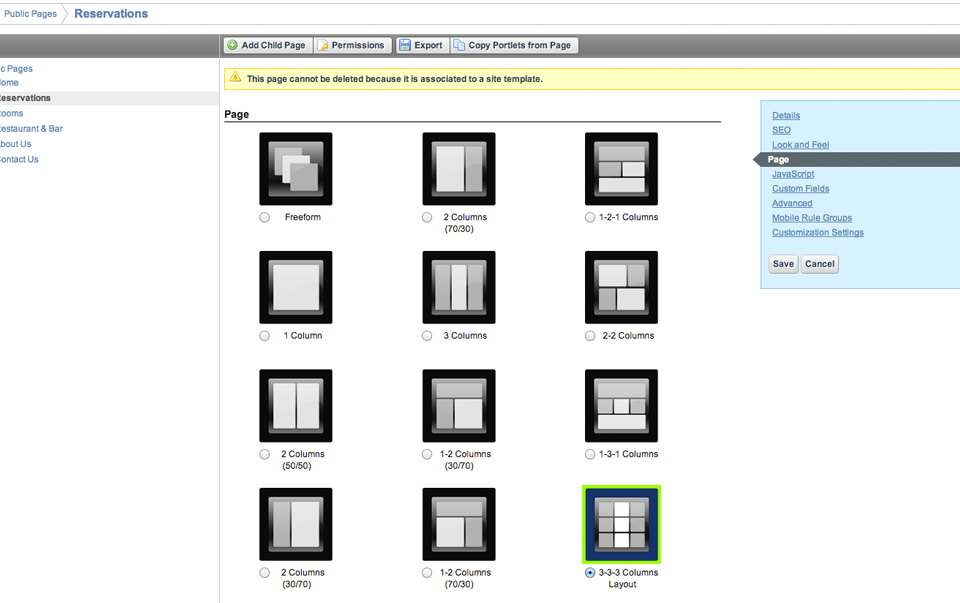 Public Pages Reservations
Add Child Page Permissions Export Copy Portlets from Page
c Pages
ome
eservations
ooms
estaurant & Bar
bout Us
ontact Us
This page cannot be deleted because it is associated to a site template.
Page
Freeform
2 Columns
(70/30)
1-2-1 Columns
1 Column
3 Columns
2-2 Columns
2 Columns
(50/50)
1-2 Columns
(30/70)
1-3-1 Columns
2 Columns
(30/70)
1-2 Columns
(70/30)
3-3-3 Columns
Layout
Details
SEO
Look and Feel
Page
JavaScript
Custom Fields
Advanced
Mobile Rule Groups
Customization Settings
Save Cancel